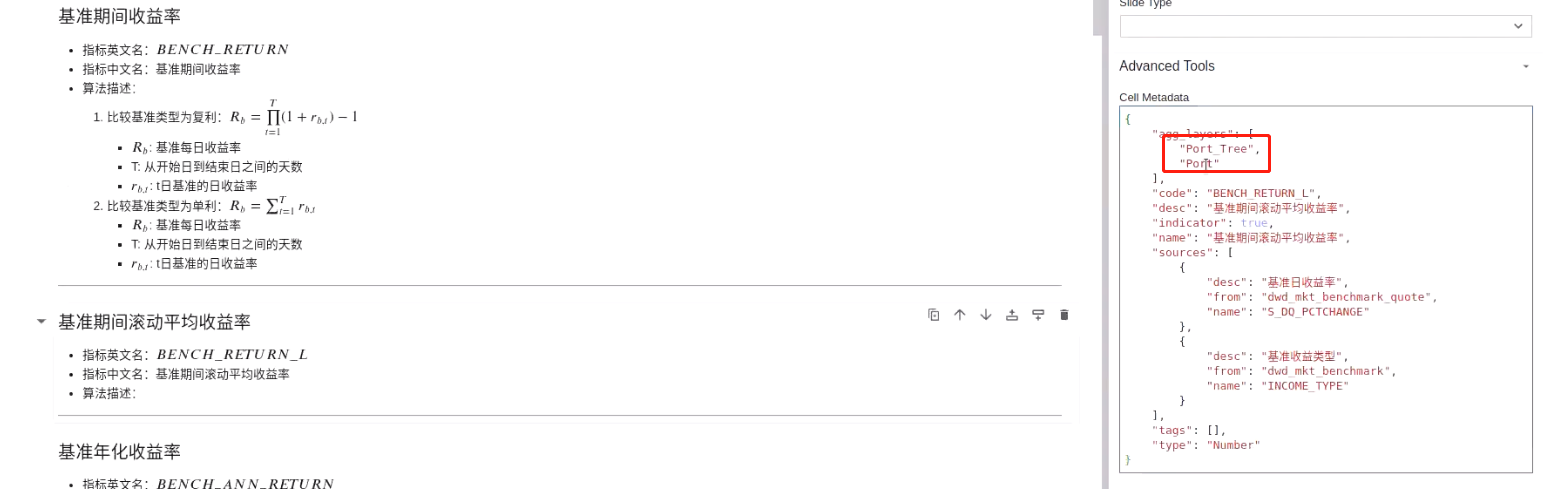 基准期间收益率
• 指标英文名：BENCH_RETURN
• 指标中文名：基准期间收益率
• 算法描述：
1. 比较基准类型为复利：R_b = ∏_{t=1}^{T}(1 + r_{b,t}) − 1
▪ R_b: 基准每日收益率
▪ T: 从开始日到结束日之间的天数
▪ r_{b,t}: t日基准的日收益率
2. 比较基准类型为单利：R_b = ∑_{t=1}^{T} r_{b,t}
▪ R_b: 基准每日收益率
▪ T: 从开始日到结束日之间的天数
▪ r_{b,t}: t日基准的日收益率
基准期间滚动平均收益率
• 指标英文名：BENCH_RETURN_L
• 指标中文名：基准期间滚动平均收益率
• 算法描述：
基准年化收益率
• 指标英文名：BENCH_ANN_RETURN
Slide Type
Advanced Tools
Cell Metadata
{
"agg_layers": [
"Port_Tree",
"Port"
],
"code": "BENCH_RETURN_L",
"desc": "基准期间滚动平均收益率",
"indicator": true,
"name": "基准期间滚动平均收益率",
"sources": [
{
"desc": "基准日收益率",
"from": "dwd_mkt_benchmark_quote",
"name": "S_DQ_PCTCHANGE"
},
{
"desc": "基准收益类型",
"from": "dwd_mkt_benchmark",
"name": "INCOME_TYPE"
}
],
"tags": [],
"type": "Number"
}